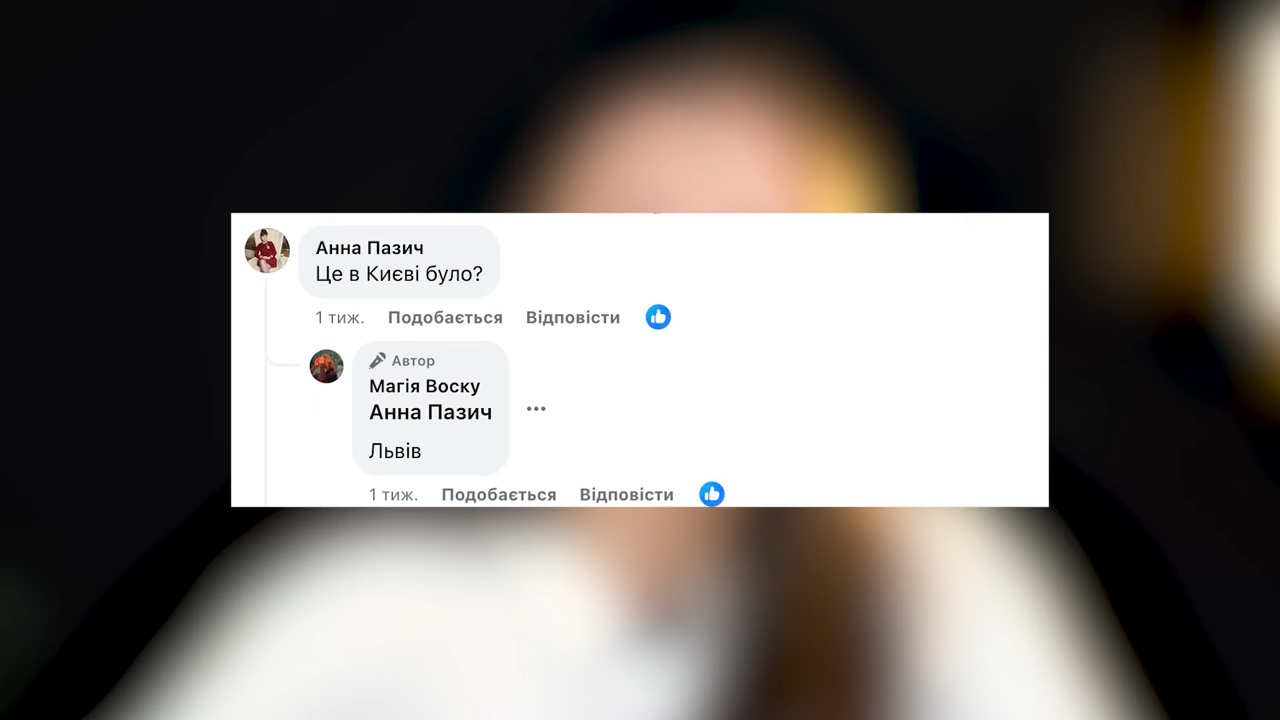 Анна Пазич
Це в Києві було?
1 тиж. Подобається Відповісти
Автор
Магія Воску
Анна Пазич
Львів
1 тиж. Подобається Відповісти